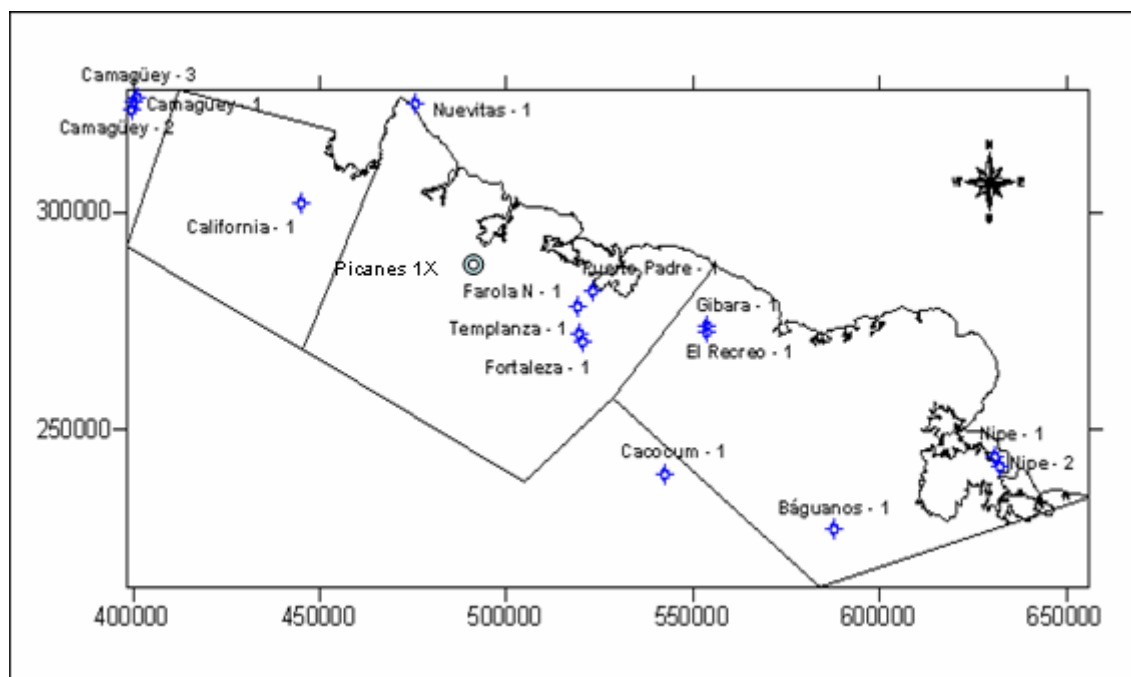 Camagüey - 3
Camagüey - 1
Nuevitas - 1
Camagüey - 2
N
W
E
S
300000
California - 1
Picanes 1X
Puerto Padre - 1
Farola N - 1
Gibara - 1
Templanza - 1
El Recreo - 1
Fortaleza - 1
250000
Cacocum - 1
Nipe - 1
Nipe - 2
Báguanos - 1
400000
450000
500000
550000
600000
650000